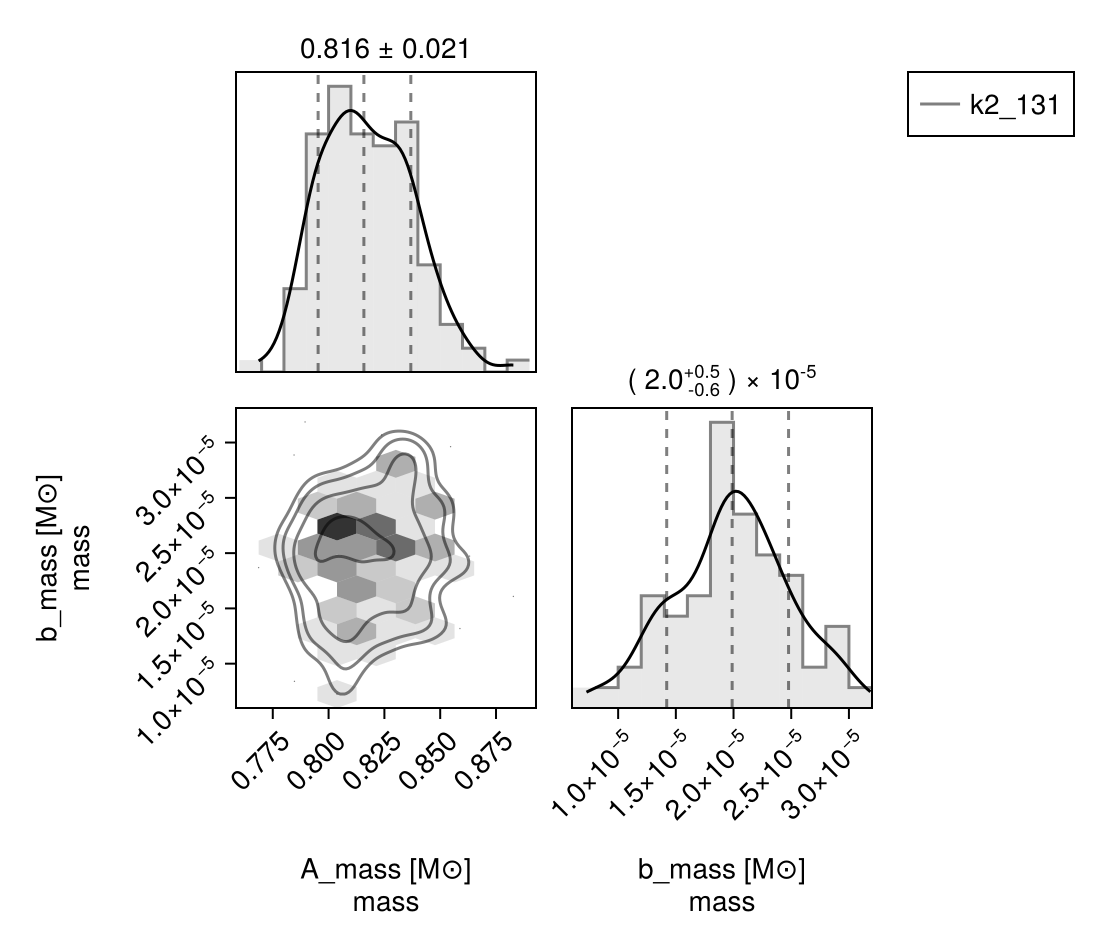 0.816 ± 0.021
k2_131
( 2.0 +0.5 -0.6 ) × 10⁻⁵
b_mass [M⊙]
mass
3.0×10⁻⁵
2.5×10⁻⁵
2.0×10⁻⁵
1.5×10⁻⁵
1.0×10⁻⁵
0.775
0.800
0.825
0.850
0.875
1.0×10⁻⁵
1.5×10⁻⁵
2.0×10⁻⁵
2.5×10⁻⁵
3.0×10⁻⁵
A_mass [M⊙]
mass
b_mass [M⊙]
mass